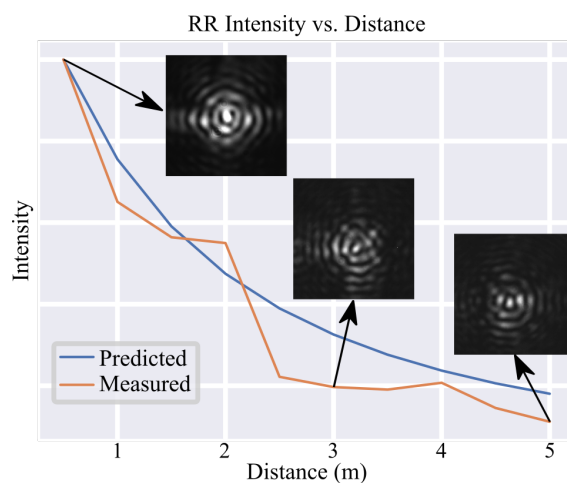 RR Intensity vs. Distance
Intensity
Predicted
Measured
1 2 3 4 5
Distance (m)